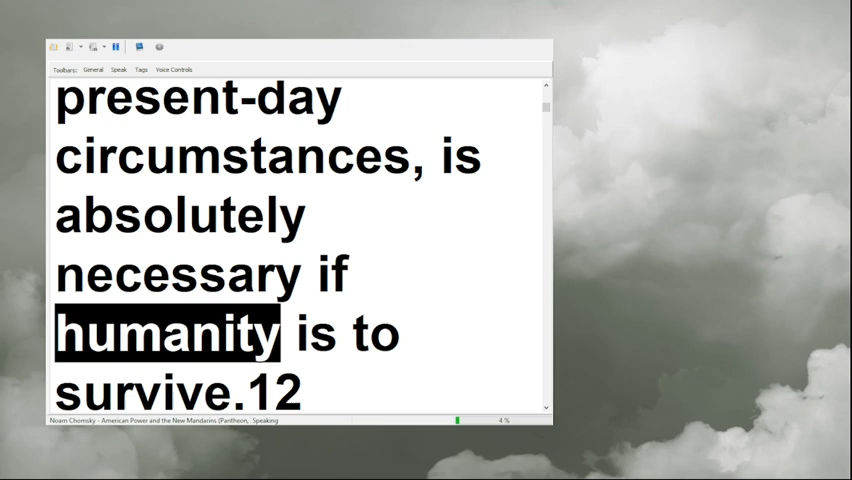 Toolbars: General Speak Tags Voice Controls
present-day
circumstances, is
absolutely
necessary if
humanity is to
survive.12
Noam Chomsky - American Power and the New Mandarins (Pantheon, Speaking 4 %